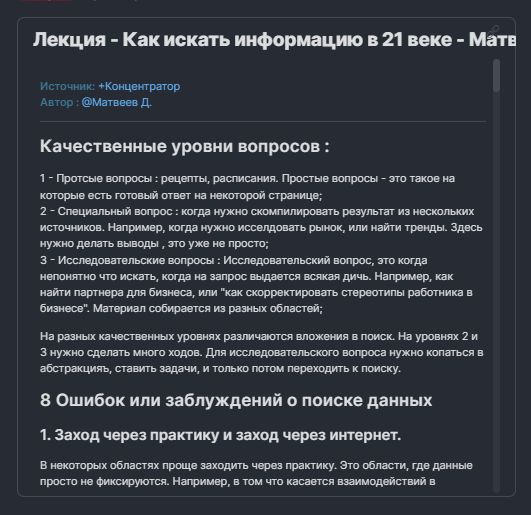 Лекция - Как искать информацию в 21 веке - Матв
Источник: +Концентратор
Автор : @Матвеев Д.
Качественные уровни вопросов :
1 - Протсые вопросы : рецепты, расписания. Простые вопросы - это такое на
которые есть готовый ответ на некоторой странице;
2 - Специальный вопрос : когда нужно скомпилировать результат из нескольких
источников. Например, когда нужно исселдовать рынок, или найти тренды. Здесь
нужно делать выводы , это уже не просто;
3 - Исследовательские вопросы : Исследовательский вопрос, это когда
непонятно что искать, когда на запрос выдается всякая дичь. Например, как
найти партнера для бизнеса, или "как скорректировать стереотипы работника в
бизнесе". Материал собирается из разных областей;
На разных качественных уровнях различаются вложения в поиск. На уровнях 2 и
3 нужно сделать много ходов. Для исследовательского вопроса нужно копаться в
абстракцияь, ставить задачи, и только потом переходить к поиску.
8 Ошибок или заблуждений о поиске данных
1. Заход через практику и заход через интернет.
В некоторых областях проще заходить через практику. Это области, где данные
просто не фиксируются. Например, в том что касается взаимодействий в